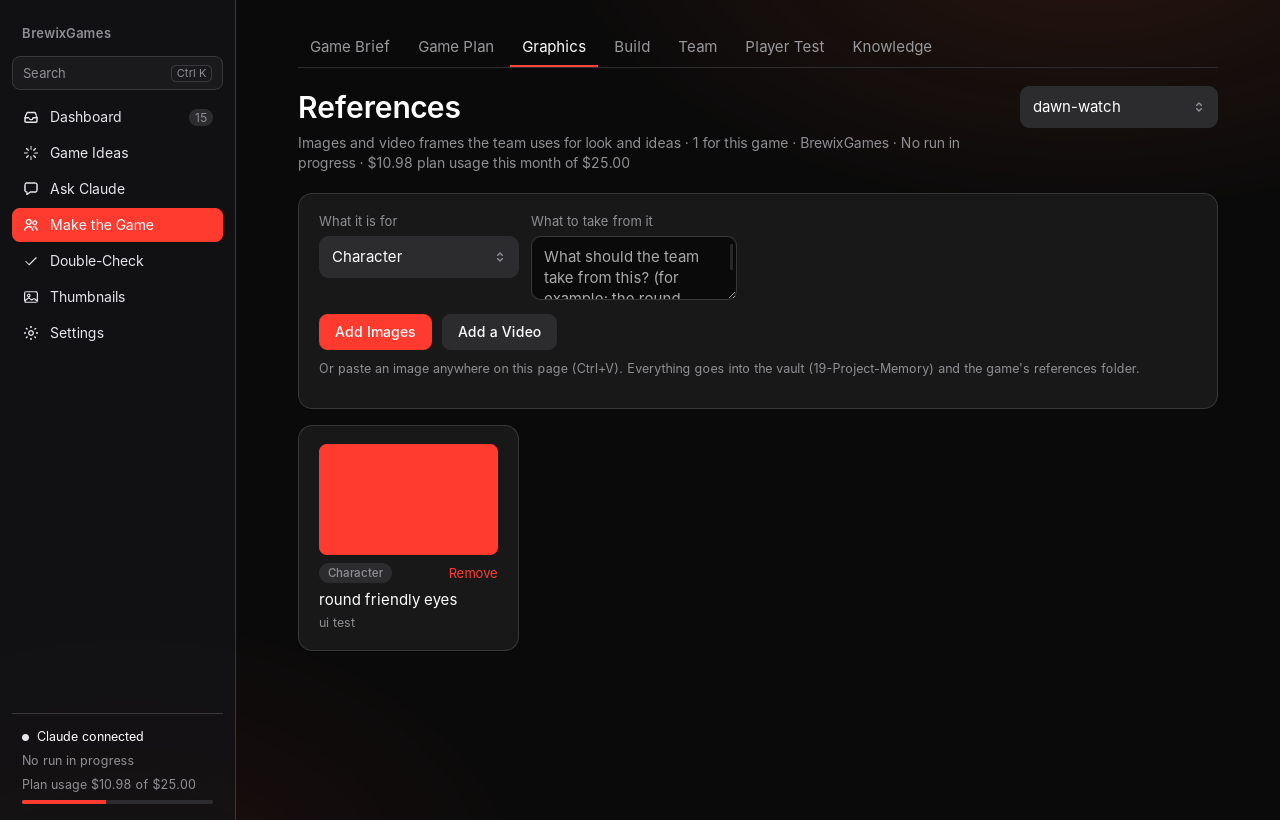 BrewixGames
Search Ctrl K
Dashboard 15
Game Ideas
Ask Claude
Make the Game
Double-Check
Thumbnails
Settings
Claude connected
No run in progress
Plan usage $10.98 of $25.00
Game Brief Game Plan Graphics Build Team Player Test Knowledge
References
dawn-watch
Images and video frames the team uses for look and ideas · 1 for this game · BrewixGames · No run in
progress · $10.98 plan usage this month of $25.00
What it is for
Character
What to take from it
What should the team
take from this? (for
example: the round
Add Images Add a Video
Or paste an image anywhere on this page (Ctrl+V). Everything goes into the vault (19-Project-Memory) and the game's references folder.
Character Remove
round friendly eyes
ui test